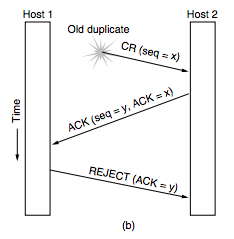 Host 1
Host 2
Old duplicate
CR (seq = x)
ACK (seq = y, ACK = x)
Time
REJECT (ACK = y)
(b)